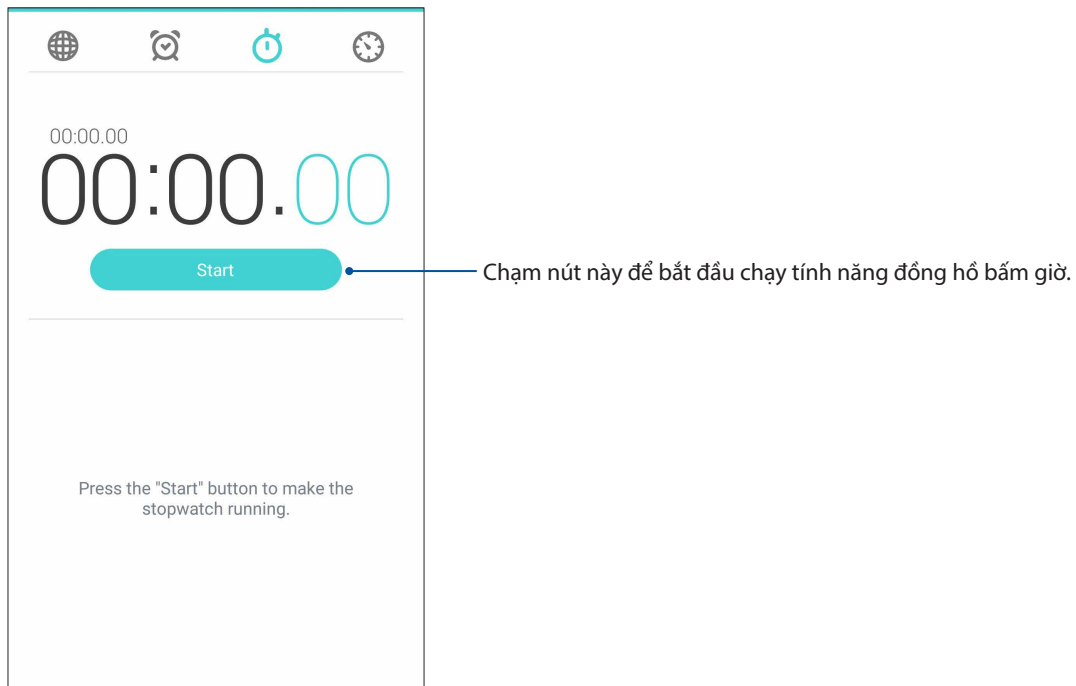 00:00.00
00:00.00
Start
Chạm nút này để bắt đầu chạy tính năng đồng hồ bấm giờ.
Press the "Start" button to make the
stopwatch running.